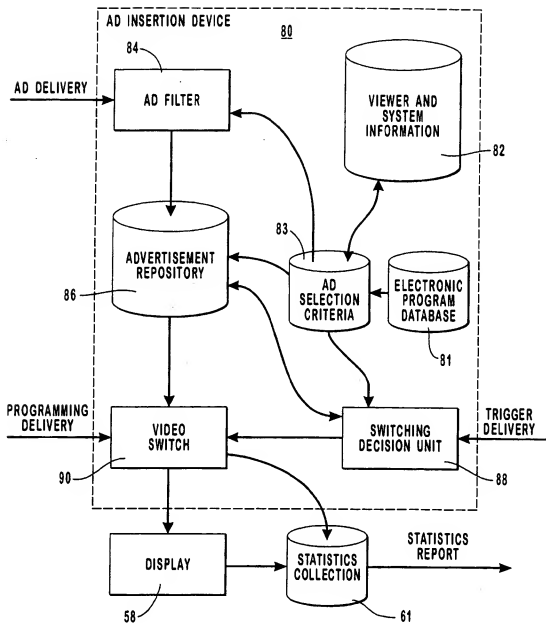 AD INSERTION DEVICE
80
84
AD DELIVERY
AD FILTER
VIEWER AND
SYSTEM
INFORMATION
82
83
ADVERTISEMENT
REPOSITORY
86
AD
SELECTION
CRITERIA
ELECTRONIC
PROGRAM
DATABASE
81
PROGRAMMING
DELIVERY
VIDEO
SWITCH
90
SWITCHING
DECISION UNIT
88
TRIGGER
DELIVERY
DISPLAY
58
STATISTICS
COLLECTION
61
STATISTICS
REPORT